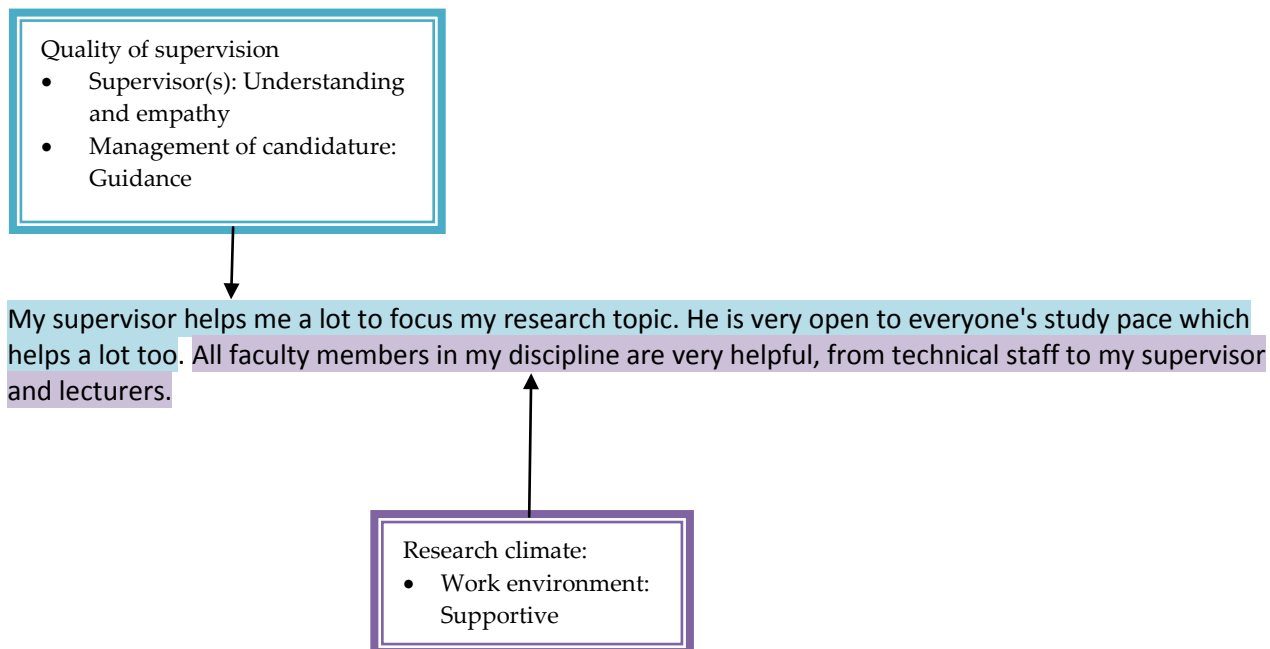 Quality of supervision
• Supervisor(s): Understanding
and empathy
• Management of candidature:
Guidance
My supervisor helps me a lot to focus my research topic. He is very open to everyone's study pace which
helps a lot too. All faculty members in my discipline are very helpful, from technical staff to my supervisor
and lecturers.
Research climate:
• Work environment:
Supportive